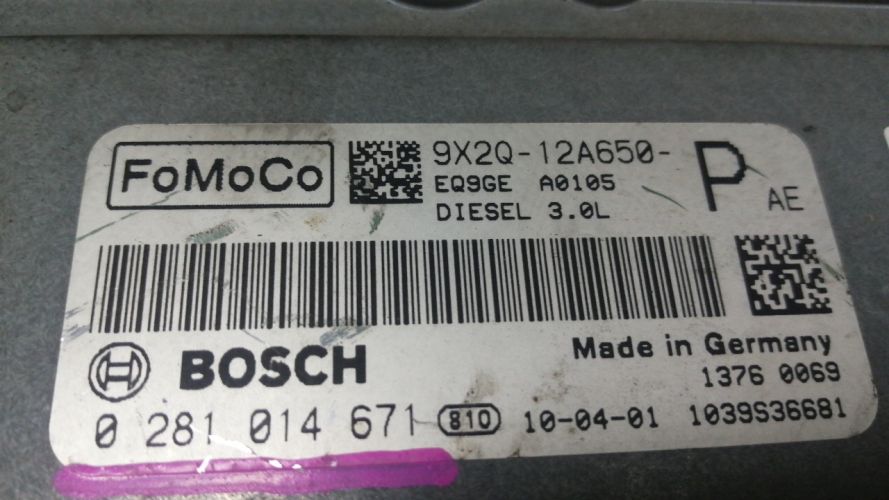 FoMoCo 9X2Q-12A650- P AE
EQ9GE A0105
DIESEL 3.0L
BOSCH Made in Germany
1376 0069
0 281 014 671 810 10-04-01 1039S36681